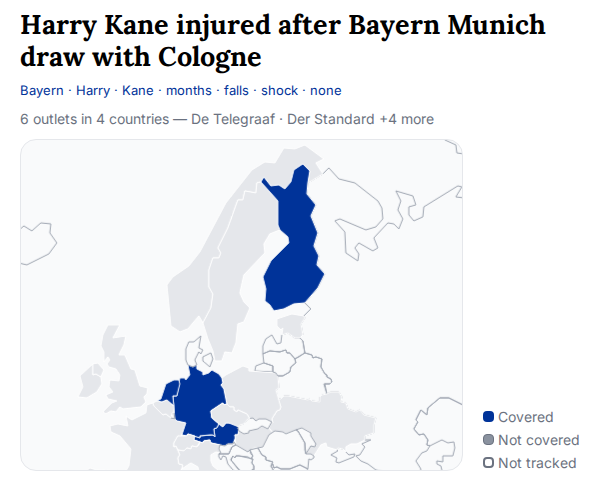 Harry Kane injured after Bayern Munich
draw with Cologne
Bayern · Harry · Kane · months · falls · shock · none
6 outlets in 4 countries — De Telegraaf · Der Standard +4 more
Covered
Not covered
Not tracked